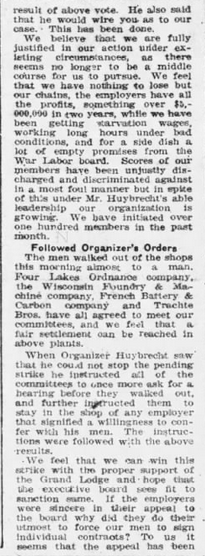 result of above vote. He also said
that he would wire you as to our
case. This has been done.
We believe that we are fully
justified in our action under ex-
isting circumstances, as there
seems no longer to be a middle
course for us to pursue. We feel
that we have nothing to lose but
our chains, the employers have all
the profits, something over $5,-
000,000 in two years, while we have
been getting starvation wages,
working long hours under bad
conditions, and for a side dish a
lot of empty promises from the
War Labor board. Scores of our
members have been unjustly dis-
charged and discriminated against
in a most foul manner but in spite
of this under Mr. Huybrecht's able
leadership our organization is
growing. We have initiated over
one hundred members in the past
month.
Followed Organizer's Orders
The men walked out of the shops
this morning almost to a man.
Four Lakes Ordnance company,
the Wisconsin Foundry & Ma-
chine company, French Battery &
Carbon company and Trachte
Bros. have all agreed to meet our
committees, and we feel that a
fair settlement can be reached in
above plants.
When Organizer Huybrecht saw
that he could not stop the pending
strike he instructed all of the
committees to once more ask for a
hearing before they walked out,
and further instructed them to
stay in the shop of any employer
that signified a willingness to con-
fer with his men. The instruc-
tions were followed with the above
results.
We feel that we can win this
strike with the proper support of
the Grand Lodge and hope that
the executive board sees fit to
sanction same. If the employers
were sincere in their appeal to
the board why did they do their
utmost to force our men to sign
individual contracts? To us it
seems that the appeal has been